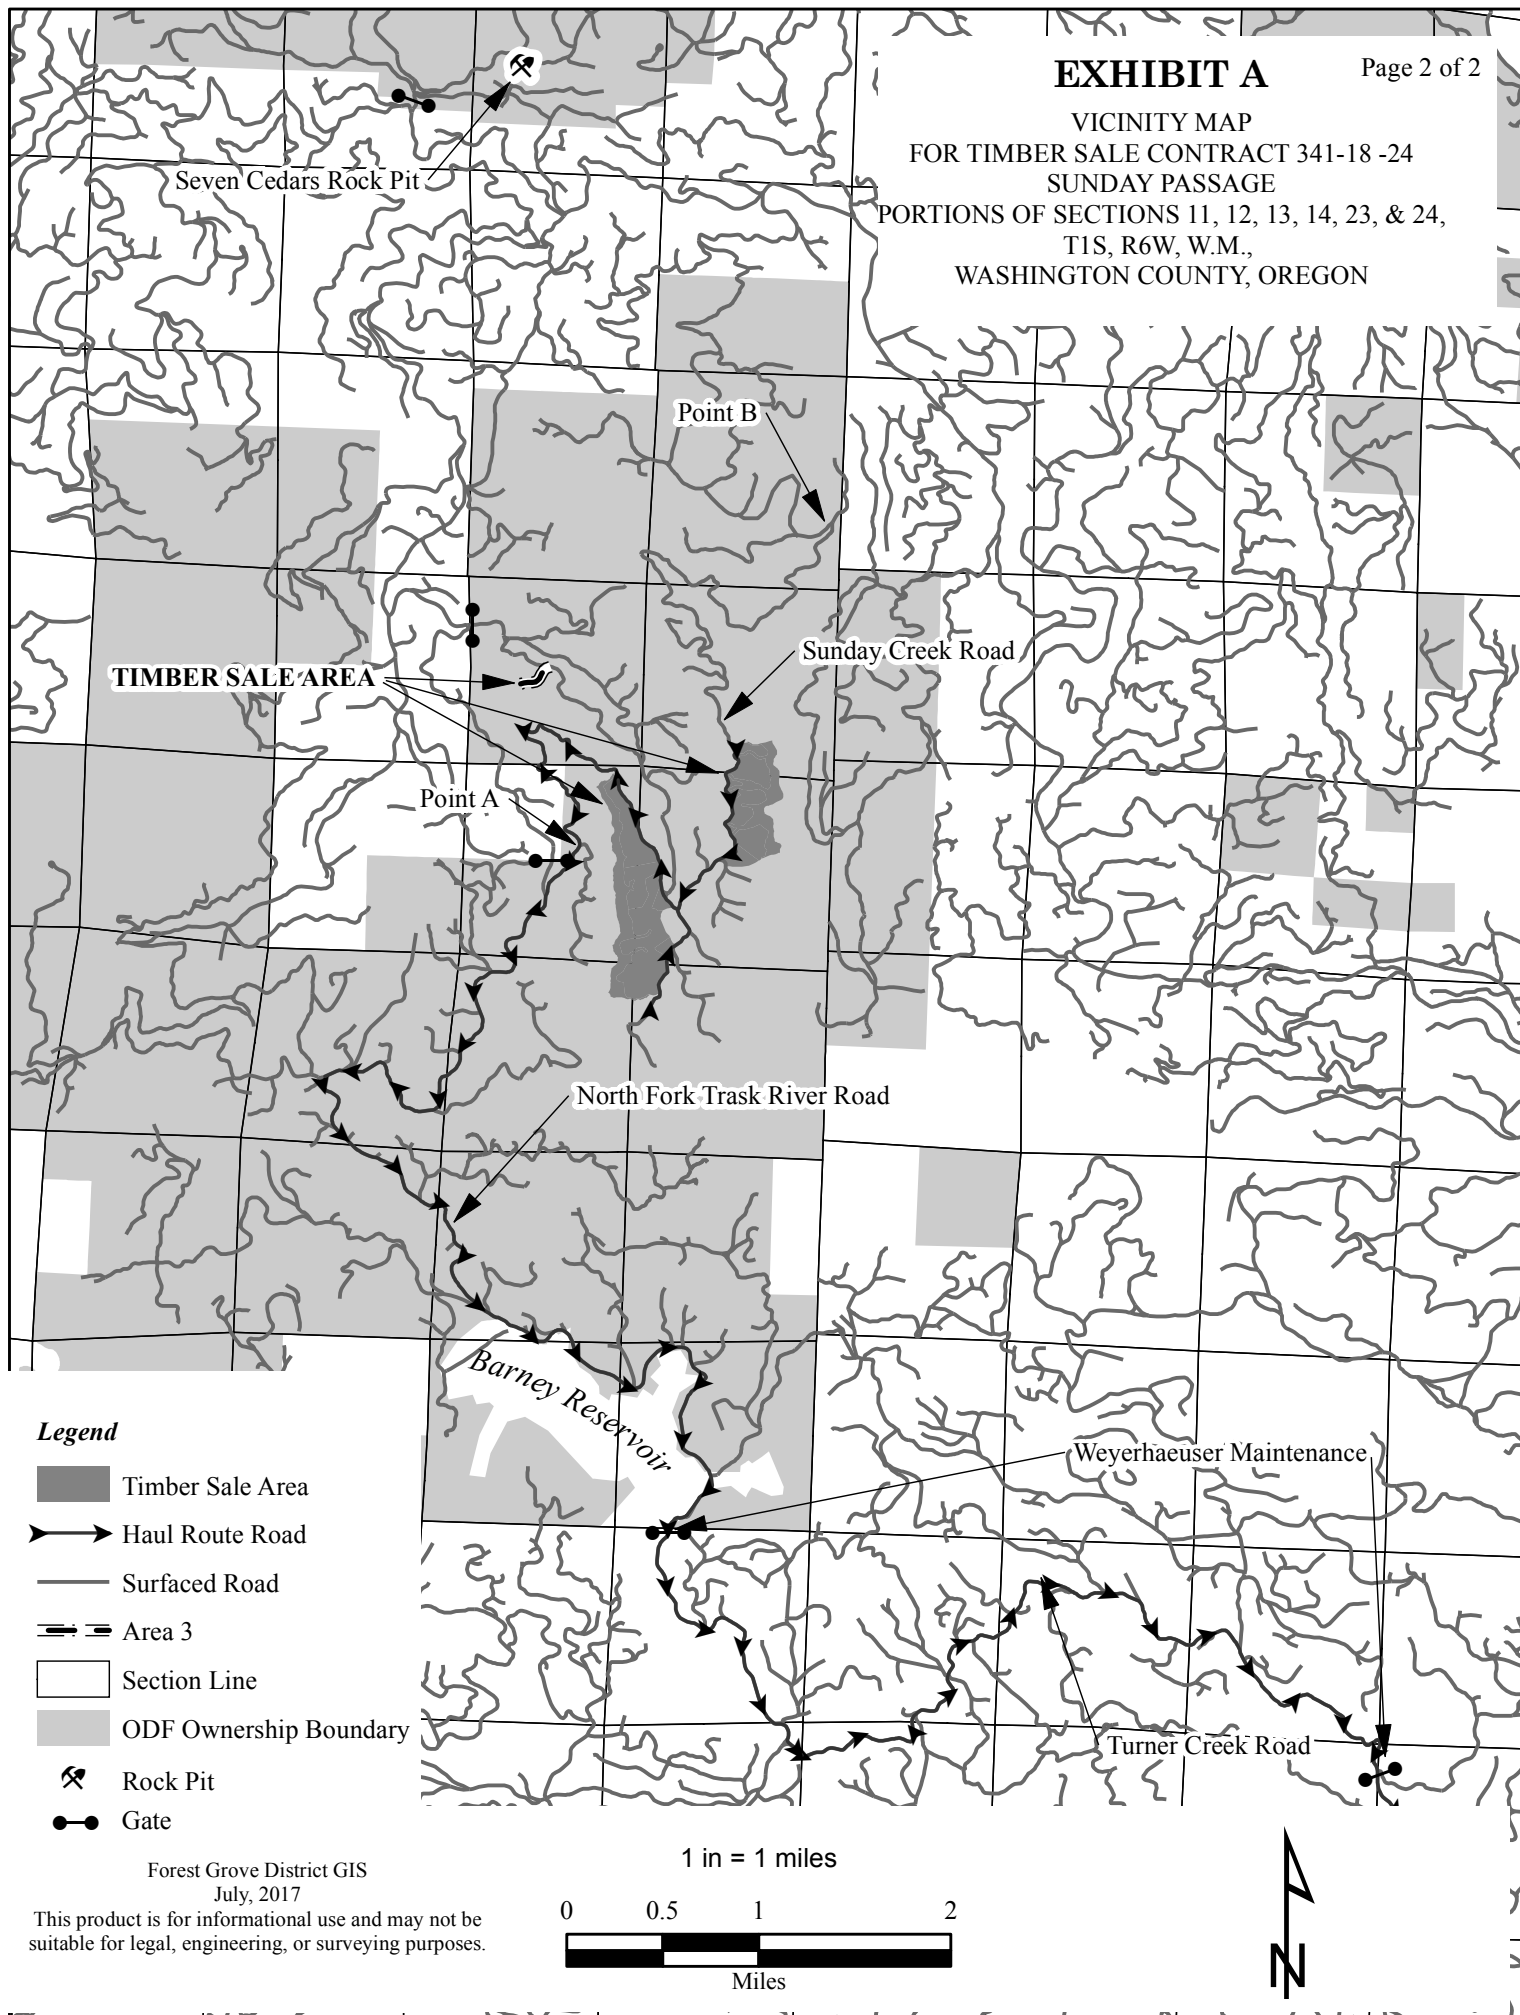 EXHIBIT A
Page 2 of 2
VICINITY MAP
FOR TIMBER SALE CONTRACT 341-18 -24
SUNDAY PASSAGE
PORTIONS OF SECTIONS 11, 12, 13, 14, 23, & 24,
T1S, R6W, W.M.,
WASHINGTON COUNTY, OREGON
Seven Cedars Rock Pit
Point B
Sunday Creek Road
TIMBER SALE AREA
Point A
North Fork Trask River Road
Barney Reservoir
Weyerhaeuser Maintenance
Turner Creek Road
Legend
Timber Sale Area
Haul Route Road
Surfaced Road
Area 3
Section Line
ODF Ownership Boundary
Rock Pit
Gate
Forest Grove District GIS
July, 2017
This product is for informational use and may not be
suitable for legal, engineering, or surveying purposes.
1 in = 1 miles
0 0.5 1 2
Miles
N